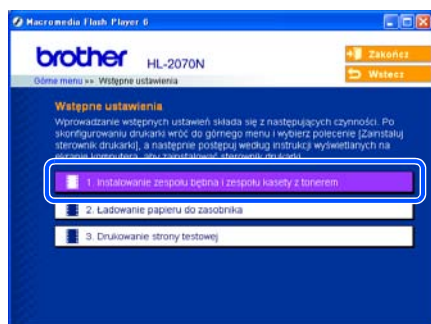 Macromedia Flash Player 6
brother HL-2070N
Zakończ
Górne menu »» Wstępne ustawienia
Wstecz
Wstępne ustawienia
Wprowadzanie wstępnych ustawień składa się z następujących czynności. Po
skonfigurowaniu drukarki wróć do górnego menu i wybierz polecenie [Zainstaluj
sterownik drukarki], a następnie postępuj według instrukcji wyświetlanych na
ekranie komputera, aby zainstalować sterownik drukarki.
1. Instalowanie zespołu bębna i zespołu kasety z tonerem
2. Ładowanie papieru do zasobnika
3. Drukowanie strony testowej